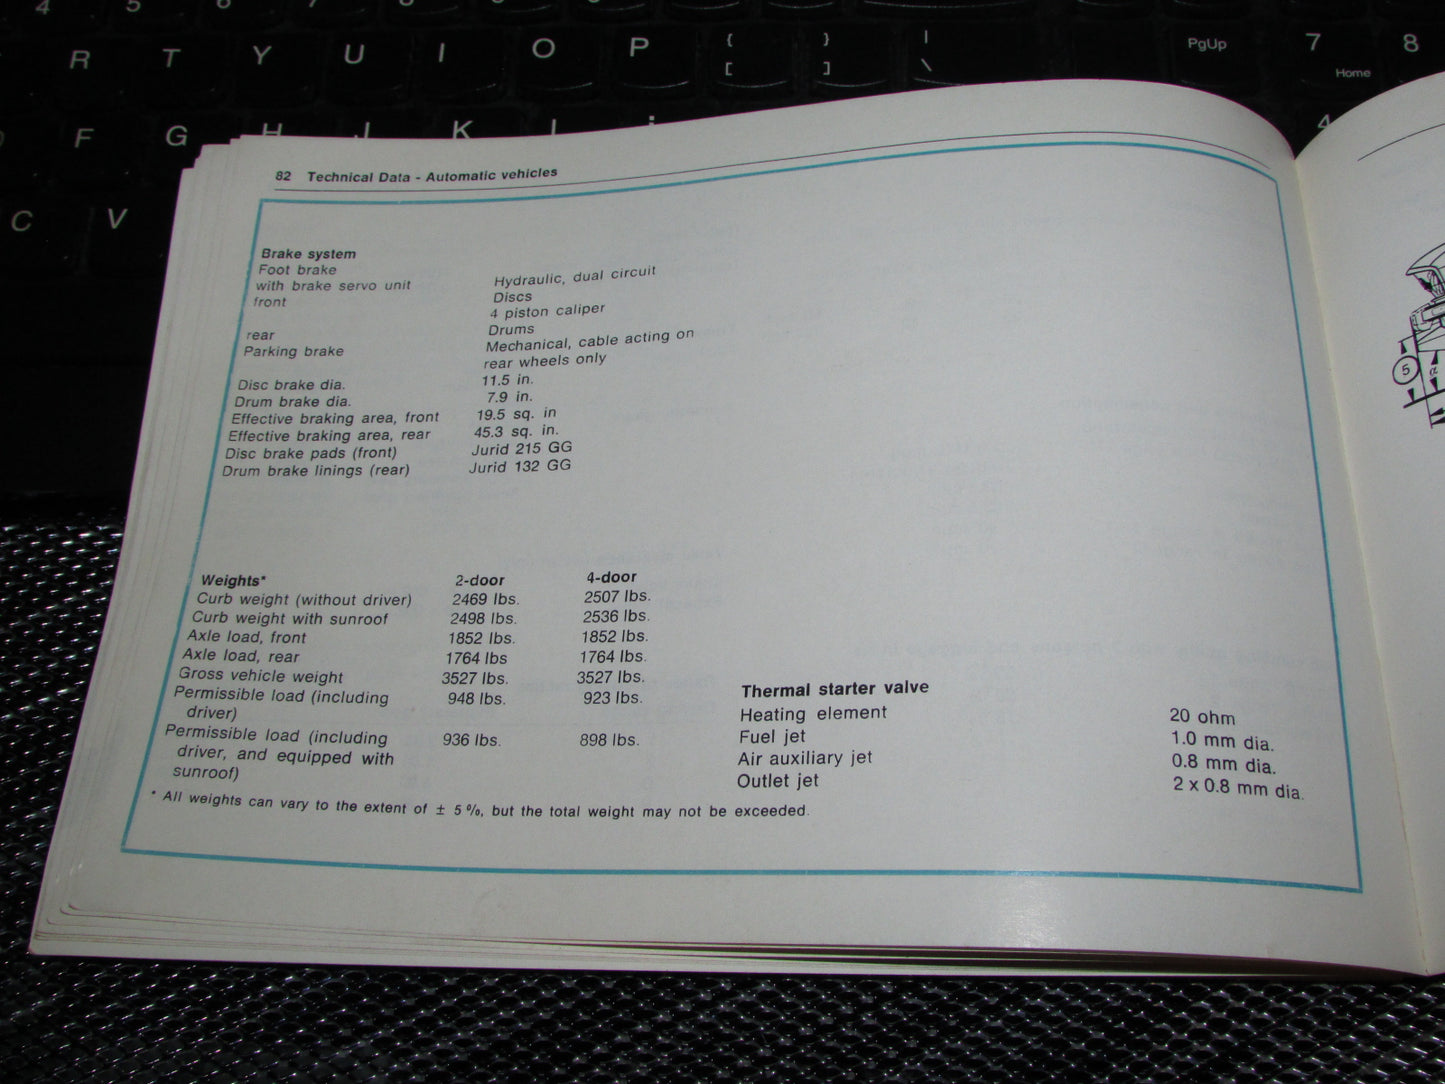 4 5 6 7 8 9 0
R T Y U I O P { [ } ] | \ PgUp 7 Home 8
F G H J K L : 4
C V
82 Technical Data - Automatic vehicles
Brake system
Foot brake
with brake servo unit Hydraulic, dual circuit
front Discs
4 piston caliper
rear Drums
Parking brake Mechanical, cable acting on
rear wheels only
Disc brake dia. 11.5 in.
Drum brake dia. 7.9 in.
Effective braking area, front 19.5 sq. in
Effective braking area, rear 45.3 sq. in.
Disc brake pads (front) Jurid 215 GG
Drum brake linings (rear) Jurid 132 GG
Weights* 2-door 4-door
Curb weight (without driver) 2469 lbs. 2507 lbs.
Curb weight with sunroof 2498 lbs. 2536 lbs.
Axle load, front 1852 lbs. 1852 lbs.
Axle load, rear 1764 lbs 1764 lbs.
Gross vehicle weight 3527 lbs. 3527 lbs.
Permissible load (including 948 lbs. 923 lbs.
driver)
Permissible load (including 936 lbs. 898 lbs.
driver, and equipped with
sunroof)
* All weights can vary to the extent of ± 5 %, but the total weight may not be exceeded.
Thermal starter valve
Heating element 20 ohm
Fuel jet 1.0 mm dia.
Air auxiliary jet 0.8 mm dia.
Outlet jet 2 x 0.8 mm dia.
5 α